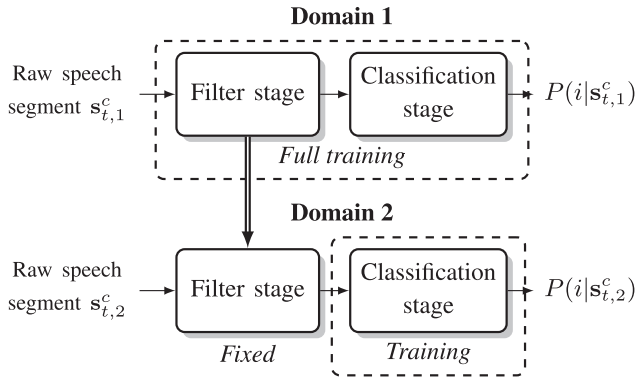 Domain 1
Raw speech
segment s^c_{t,1}
Filter stage
Classification
stage
P(i|s^c_{t,1})
Full training
Domain 2
Raw speech
segment s^c_{t,2}
Filter stage
Classification
stage
P(i|s^c_{t,2})
Fixed
Training